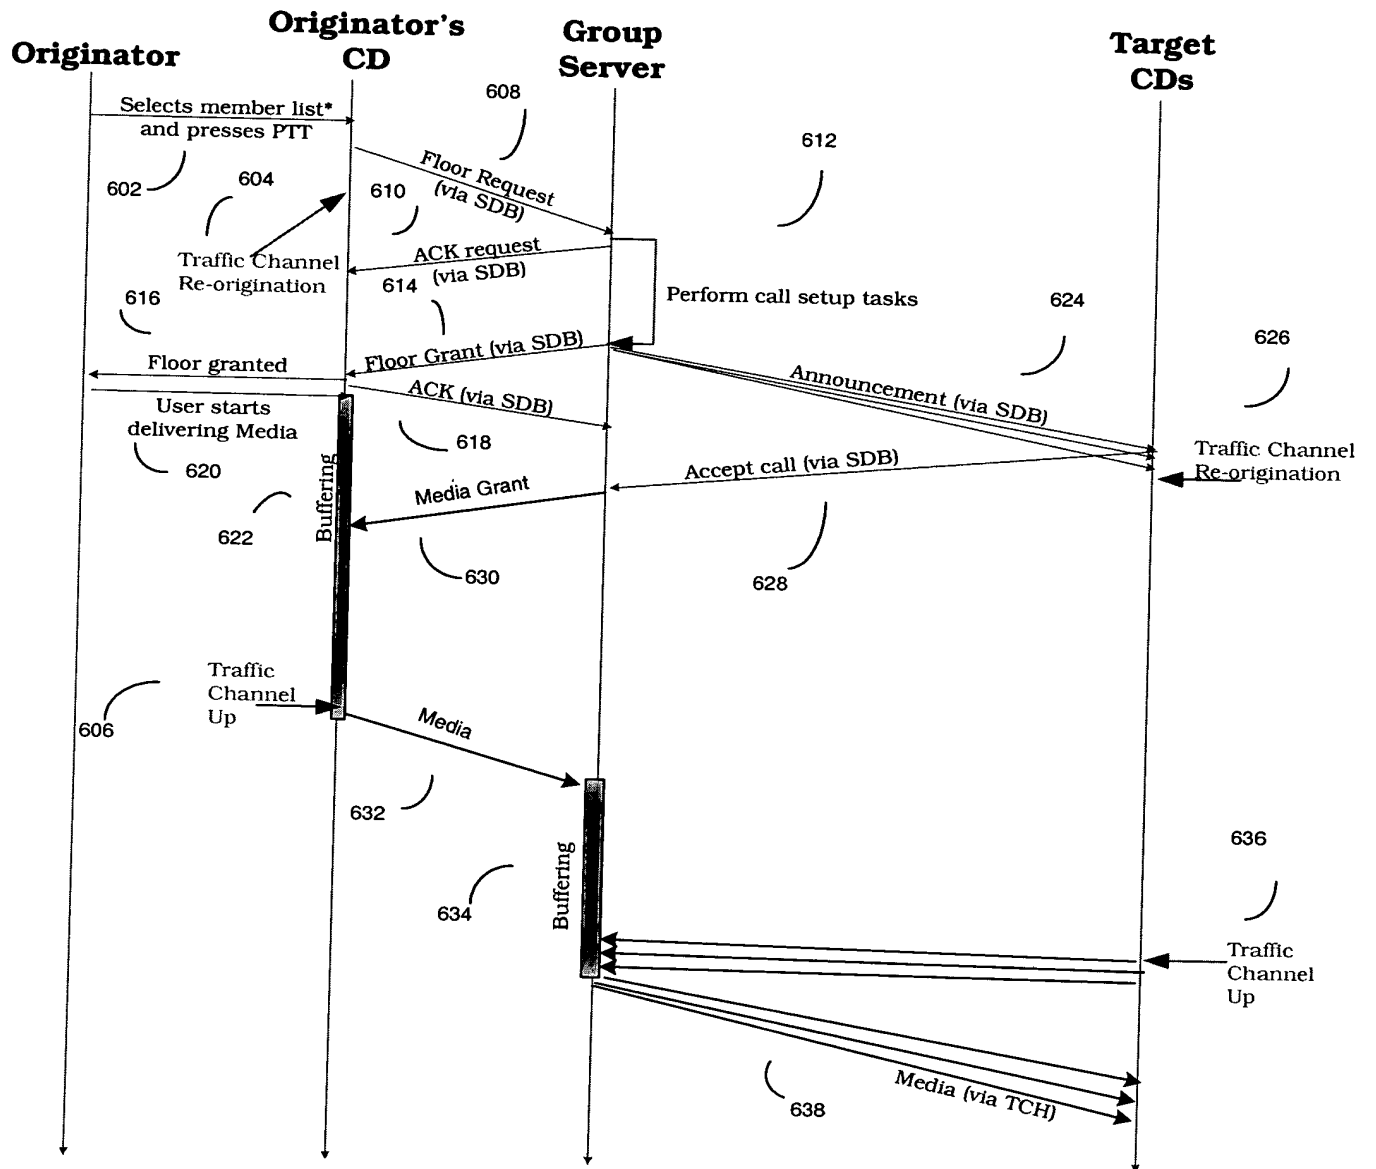 Originator
Originator's
CD
Group
Server
Target
CDs
Selects member list*
and presses PTT
602
604
608
610
612
Floor Request
(via SDB)
Traffic Channel
Re-origination
ACK request
(via SDB)
614
616
Perform call setup tasks
624
626
Floor granted
Floor Grant (via SDB)
ACK (via SDB)
Announcement (via SDB)
User starts
delivering Media
618
620
622
Buffering
Accept call (via SDB)
Traffic Channel
Re-origination
Media Grant
628
630
Traffic
Channel
Up
606
Media
632
634
Buffering
636
Traffic
Channel
Up
Media (via TCH)
638